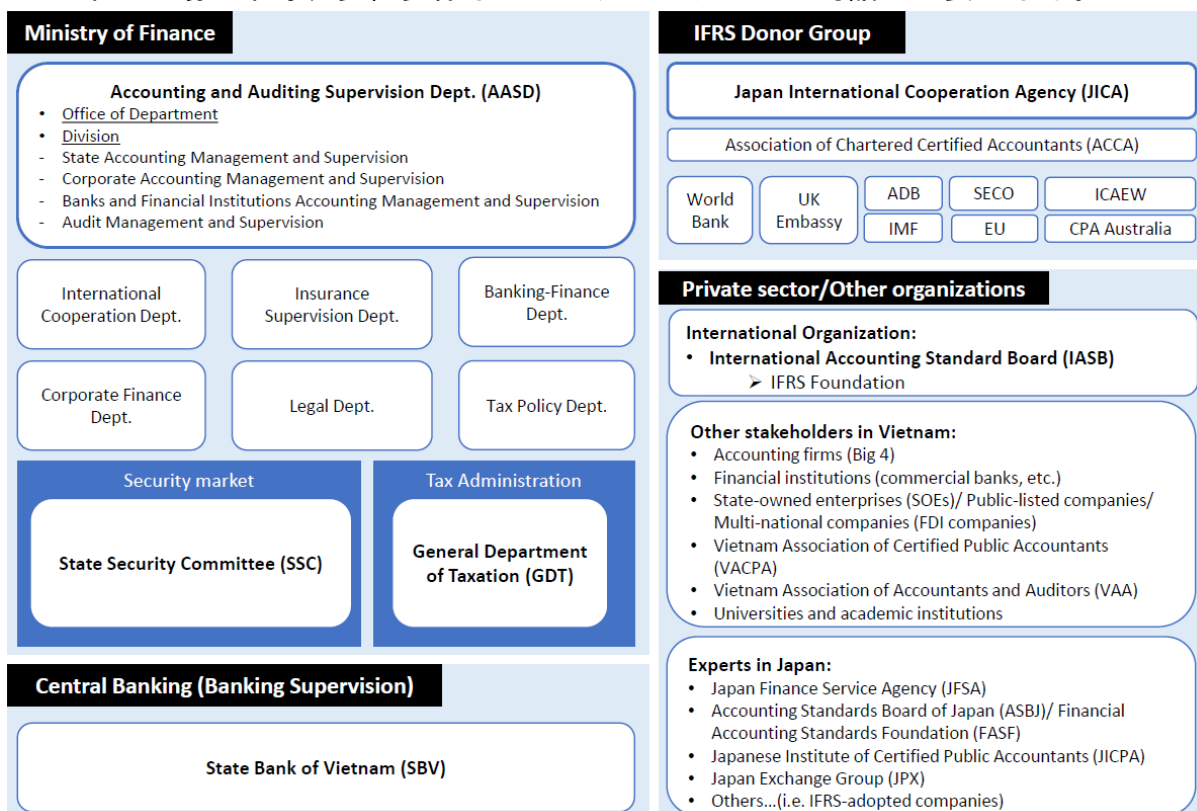 Ministry of Finance
Accounting and Auditing Supervision Dept. (AASD)
• Office of Department
• Division
- State Accounting Management and Supervision
- Corporate Accounting Management and Supervision
- Banks and Financial Institutions Accounting Management and Supervision
- Audit Management and Supervision
International
Cooperation Dept.
Insurance
Supervision Dept.
Banking-Finance
Dept.
Corporate Finance
Dept.
Legal Dept.
Tax Policy Dept.
Security market
State Security Committee (SSC)
Tax Administration
General Department
of Taxation (GDT)
Central Banking (Banking Supervision)
State Bank of Vietnam (SBV)
IFRS Donor Group
Japan International Cooperation Agency (JICA)
Association of Chartered Certified Accountants (ACCA)
World
Bank
UK
Embassy
ADB
SECO
ICAEW
IMF
EU
CPA Australia
Private sector/Other organizations
International Organization:
• International Accounting Standard Board (IASB)
➢ IFRS Foundation
Other stakeholders in Vietnam:
• Accounting firms (Big 4)
• Financial institutions (commercial banks, etc.)
• State-owned enterprises (SOEs)/ Public-listed companies/
Multi-national companies (FDI companies)
• Vietnam Association of Certified Public Accountants
(VACPA)
• Vietnam Association of Accountants and Auditors (VAA)
• Universities and academic institutions
Experts in Japan:
• Japan Finance Service Agency (JFSA)
• Accounting Standards Board of Japan (ASBJ)/ Financial
Accounting Standards Foundation (FASF)
• Japanese Institute of Certified Public Accountants (JICPA)
• Japan Exchange Group (JPX)
• Others...(i.e. IFRS-adopted companies)